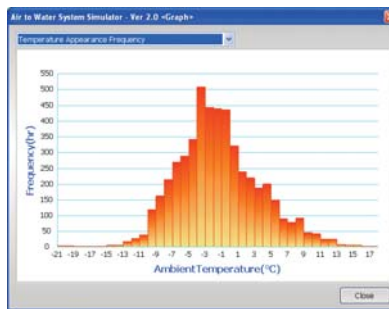 Air to Water System Simulator - Ver 2.0 <Graph>
Temperature Appearance Frequency
Frequency(hr)
550
500
450
400
350
300
250
200
150
100
50
0
-21 -19 -17 -15 -13 -11 -9 -7 -5 -3 -1 1 3 5 7 9 11 13 15 17
AmbientTemperature(°C)
Close